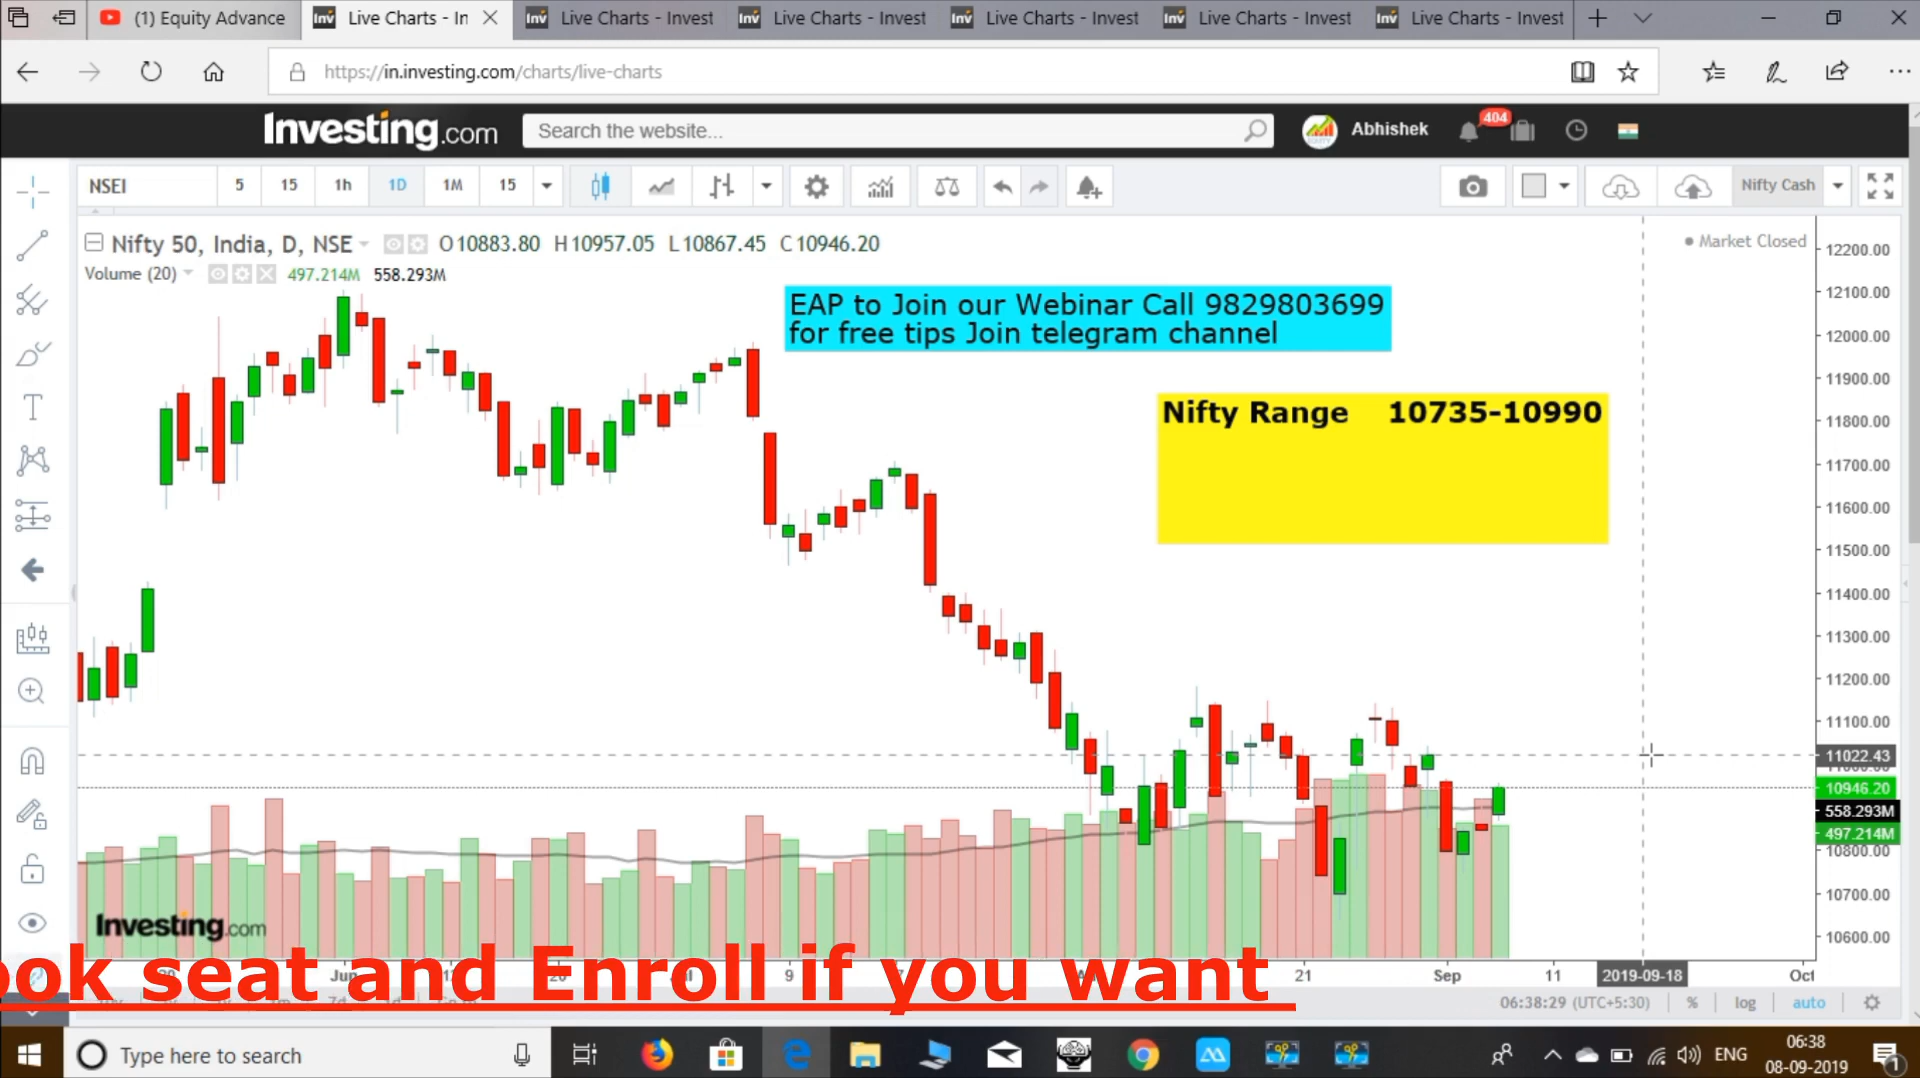 (1) Equity Advance
Live Charts - In
Live Charts - Invest
Live Charts - Invest
Live Charts - Invest
Live Charts - Invest
Live Charts - Invest
https://in.investing.com/charts/live-charts
Investing.com
Search the website...
Abhishek
404
NSEI
5
15
1h
1D
1M
15
Nifty Cash
Nifty 50, India, D, NSE
O10883.80 H10957.05 L10867.45 C10946.20
Market Closed
Volume (20)
497.214M 558.293M
EAP to Join our Webinar Call 9829803699
for free tips Join telegram channel
Nifty Range 10735-10990
12200.00
12100.00
12000.00
11900.00
11800.00
11700.00
11600.00
11500.00
11400.00
11300.00
11200.00
11100.00
11022.43
10946.20
558.293M
497.214M
10800.00
10700.00
10600.00
Investing.com
ook seat and Enroll if you want
21
Sep
11
2019-09-18
Oct
06:38:29 (UTC+5:30)
%
log
auto
Type here to search
ENG
06:38
08-09-2019
1